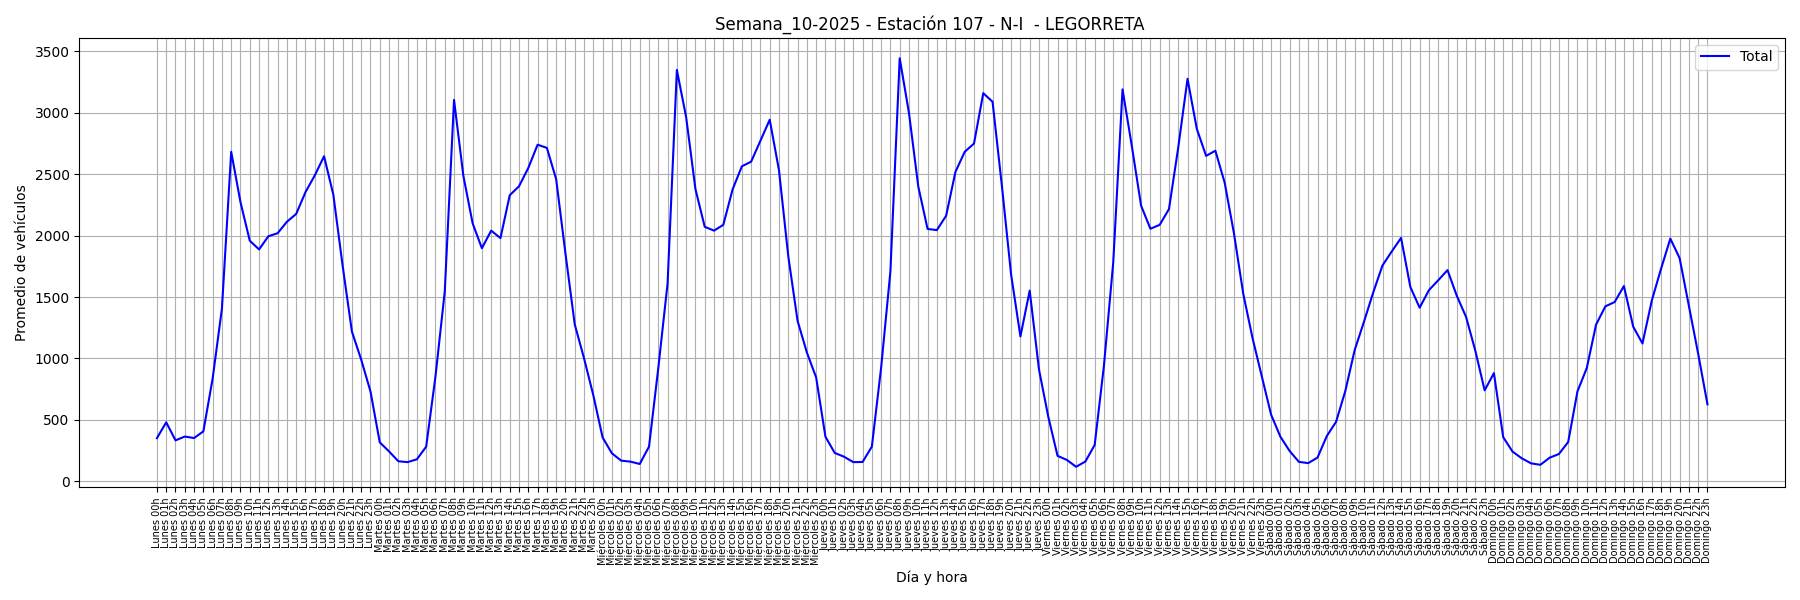 Semana_10-2025 - Estación 107 - N-I  - LEGORRETA
Total
3500
3000
2500
2000
1500
1000
500
0
Promedio de vehículos
Lunes 00h
Lunes 01h
Lunes 02h
Lunes 03h
Lunes 04h
Lunes 05h
Lunes 06h
Lunes 07h
Lunes 08h
Lunes 09h
Lunes 10h
Lunes 11h
Lunes 12h
Lunes 13h
Lunes 14h
Lunes 15h
Lunes 16h
Lunes 17h
Lunes 18h
Lunes 19h
Lunes 20h
Lunes 21h
Lunes 22h
Lunes 23h
Martes 00h
Martes 01h
Martes 02h
Martes 03h
Martes 04h
Martes 05h
Martes 06h
Martes 07h
Martes 08h
Martes 09h
Martes 10h
Martes 11h
Martes 12h
Martes 13h
Martes 14h
Martes 15h
Martes 16h
Martes 17h
Martes 18h
Martes 19h
Martes 20h
Martes 21h
Martes 22h
Martes 23h
Miércoles 00h
Miércoles 01h
Miércoles 02h
Miércoles 03h
Miércoles 04h
Miércoles 05h
Miércoles 06h
Miércoles 07h
Miércoles 08h
Miércoles 09h
Miércoles 10h
Miércoles 11h
Miércoles 12h
Miércoles 13h
Miércoles 14h
Miércoles 15h
Miércoles 16h
Miércoles 17h
Miércoles 18h
Miércoles 19h
Miércoles 20h
Miércoles 21h
Miércoles 22h
Miércoles 23h
Jueves 00h
Jueves 01h
Jueves 02h
Jueves 03h
Jueves 04h
Jueves 05h
Jueves 06h
Jueves 07h
Jueves 08h
Jueves 09h
Jueves 10h
Jueves 11h
Jueves 12h
Jueves 13h
Jueves 14h
Jueves 15h
Jueves 16h
Jueves 17h
Jueves 18h
Jueves 19h
Jueves 20h
Jueves 21h
Jueves 22h
Jueves 23h
Viernes 00h
Viernes 01h
Viernes 02h
Viernes 03h
Viernes 04h
Viernes 05h
Viernes 06h
Viernes 07h
Viernes 08h
Viernes 09h
Viernes 10h
Viernes 11h
Viernes 12h
Viernes 13h
Viernes 14h
Viernes 15h
Viernes 16h
Viernes 17h
Viernes 18h
Viernes 19h
Viernes 20h
Viernes 21h
Viernes 22h
Viernes 23h
Sábado 00h
Sábado 01h
Sábado 02h
Sábado 03h
Sábado 04h
Sábado 05h
Sábado 06h
Sábado 07h
Sábado 08h
Sábado 09h
Sábado 10h
Sábado 11h
Sábado 12h
Sábado 13h
Sábado 14h
Sábado 15h
Sábado 16h
Sábado 17h
Sábado 18h
Sábado 19h
Sábado 20h
Sábado 21h
Sábado 22h
Sábado 23h
Domingo 00h
Domingo 01h
Domingo 02h
Domingo 03h
Domingo 04h
Domingo 05h
Domingo 06h
Domingo 07h
Domingo 08h
Domingo 09h
Domingo 10h
Domingo 11h
Domingo 12h
Domingo 13h
Domingo 14h
Domingo 15h
Domingo 16h
Domingo 17h
Domingo 18h
Domingo 19h
Domingo 20h
Domingo 21h
Domingo 22h
Domingo 23h
Día y hora